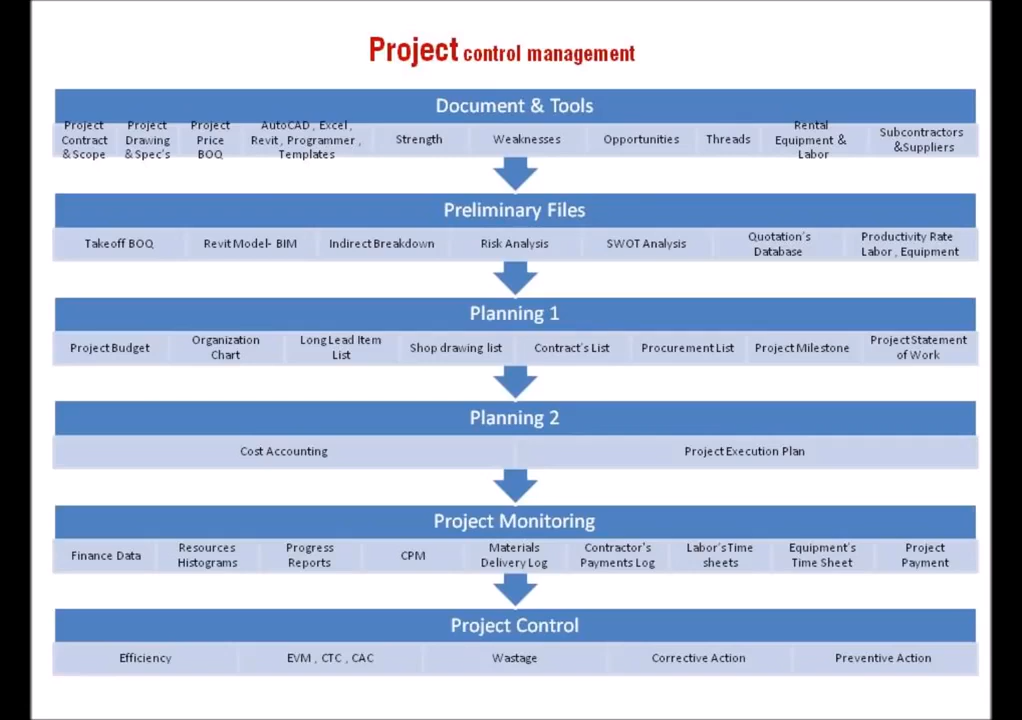 Project control management
Document & Tools
Project
Contract
& Scope
Project
Drawing
& Spec's
Project
Price
BOQ
AutoCAD , Excel ,
Revit , Programmer ,
Templates
Strength
Weaknesses
Opportunities
Threads
Rental
Equipment &
Labor
Subcontractors
&Suppliers
Preliminary Files
Takeoff BOQ
Revit Model- BIM
Indirect Breakdown
Risk Analysis
SWOT Analysis
Quotation's
Database
Productivity Rate
Labor , Equipment
Planning 1
Project Budget
Organization
Chart
Long Lead Item
List
Shop drawing list
Contract's List
Procurement List
Project Milestone
Project Statement
of Work
Planning 2
Cost Accounting
Project Execution Plan
Project Monitoring
Finance Data
Resources
Histograms
Progress
Reports
CPM
Materials
Delivery Log
Contractor's
Payments Log
Labor's Time
sheets
Equipment's
Time Sheet
Project
Payment
Project Control
Efficiency
EVM , CTC , CAC
Wastage
Corrective Action
Preventive Action